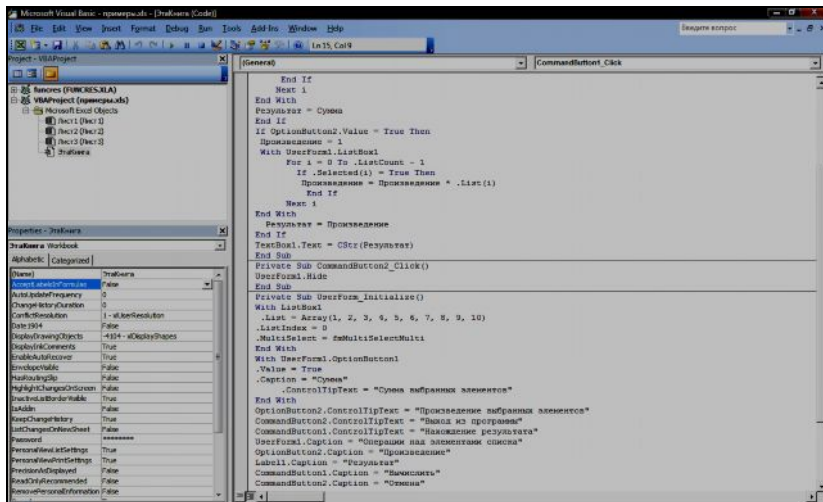 Microsoft Visual Basic - примеры.xls - [ЭтаКнига (Code)]
File Edit View Insert Format Debug Run Tools Add-Ins Window Help
Введите вопрос
Ln 15, Col 9
Project - VBAProject
funcres (FUNCRES.XLA)
VBAProject (примеры.xls)
Microsoft Excel Objects
Лист1 (Лист1)
Лист2 (Лист2)
Лист3 (Лист3)
ЭтаКнига
Properties - ЭтаКнига
ЭтаКнига Workbook
Alphabetic Categorized
(Name) ЭтаКнига
AcceptLabelsInFormulas False
AutoUpdateFrequency 0
ChangeHistoryDuration 0
ConflictResolution 1 - xlUserResolution
Date1904 False
DisplayDrawingObjects -4104 - xlDisplayShapes
DisplayInkComments True
EnableAutoRecover True
EnvelopeVisible False
HasRoutingSlip False
HighlightChangesOnScreen False
InactiveListBorderVisible True
IsAddin False
KeepChangeHistory True
ListChangesOnNewSheet False
Password ********
PersonalViewListSettings True
PersonalViewPrintSettings True
PrecisionAsDisplayed False
ReadOnlyRecommended False
RemovePersonalInformation False
(General) CommandButton1_Click
End If
Next i
End With
Результат = Сумма
End If
If OptionButton2.Value = True Then
Произведение = 1
With UserForm1.ListBox1
For i = 0 To .ListCount - 1
If .Selected(i) = True Then
Произведение = Произведение * .List(i)
End If
Next i
End With
Результат = Произведение
End If
TextBox1.Text = CStr(Результат)
End Sub
Private Sub CommandButton2_Click()
UserForm1.Hide
End Sub
Private Sub UserForm_Initialize()
With ListBox1
.List = Array(1, 2, 3, 4, 5, 6, 7, 8, 9, 10)
.ListIndex = 0
.MultiSelect = fmMultiSelectMulti
End With
With UserForm1.OptionButton1
.Value = True
.Caption = "Сумма"
.ControlTipText = "Сумма выбранных элементов"
End With
OptionButton2.ControlTipText = "Произведение выбранных элементов"
CommandButton2.ControlTipText = "Выход из программы"
CommandButton1.ControlTipText = "Нахождение результата"
UserForm1.Caption = "Операции над элементами списка"
OptionButton2.Caption = "Произведение"
Label1.Caption = "Результат"
CommandButton1.Caption = "Вычислить"
CommandButton2.Caption = "Отмена"